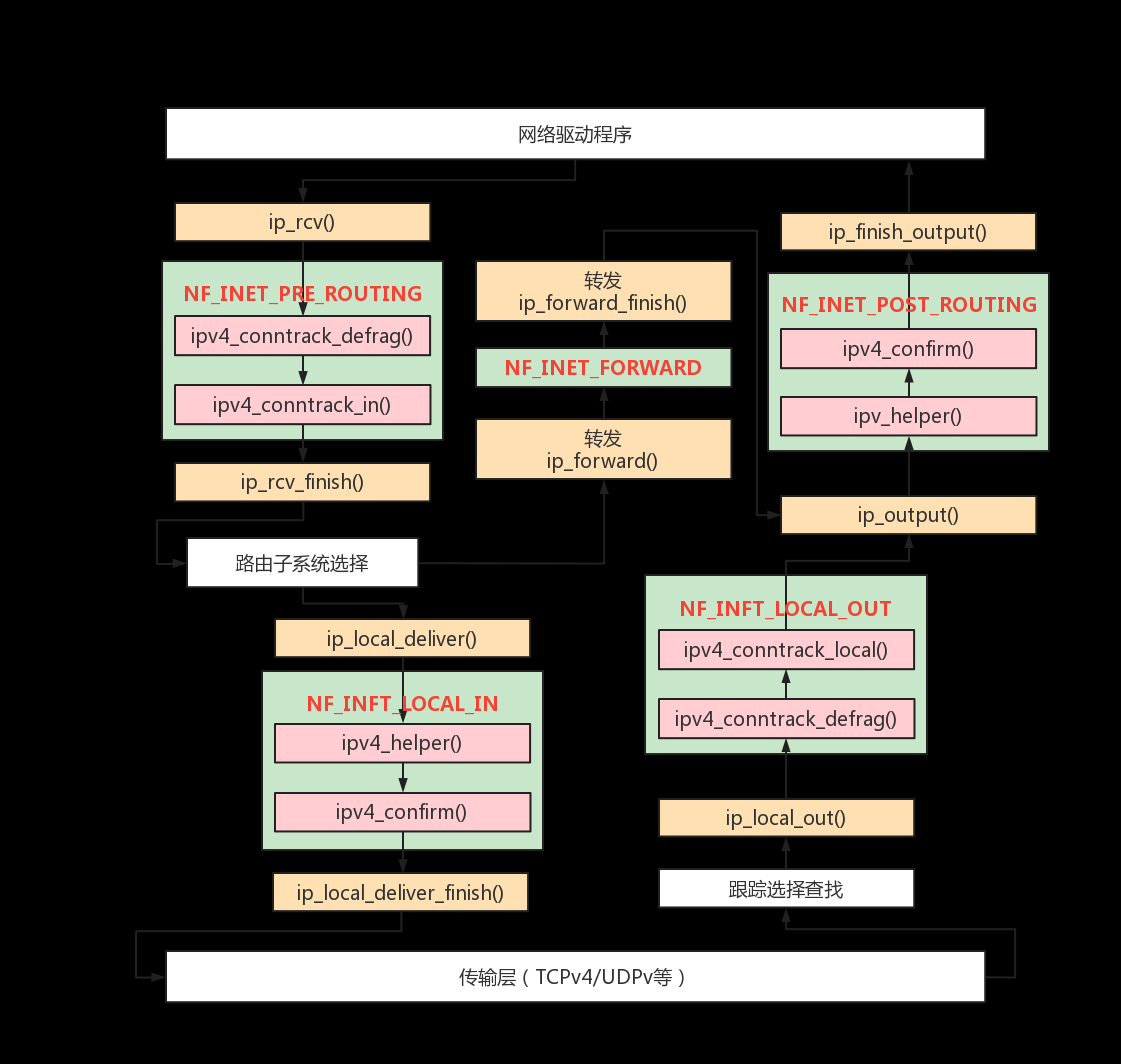 网络驱动程序
ip_rcv()
NF_INET_PRE_ROUTING
ipv4_conntrack_defrag()
ipv4_conntrack_in()
ip_rcv_finish()
路由子系统选择
转发
ip_forward_finish()
NF_INET_FORWARD
转发
ip_forward()
ip_finish_output()
NF_INET_POST_ROUTING
ipv4_confirm()
ipv_helper()
ip_output()
ip_local_deliver()
NF_INFT_LOCAL_IN
ipv4_helper()
ipv4_confirm()
ip_local_deliver_finish()
NF_INFT_LOCAL_OUT
ipv4_conntrack_local()
ipv4_conntrack_defrag()
ip_local_out()
跟踪选择查找
传输层（TCPv4/UDPv等）